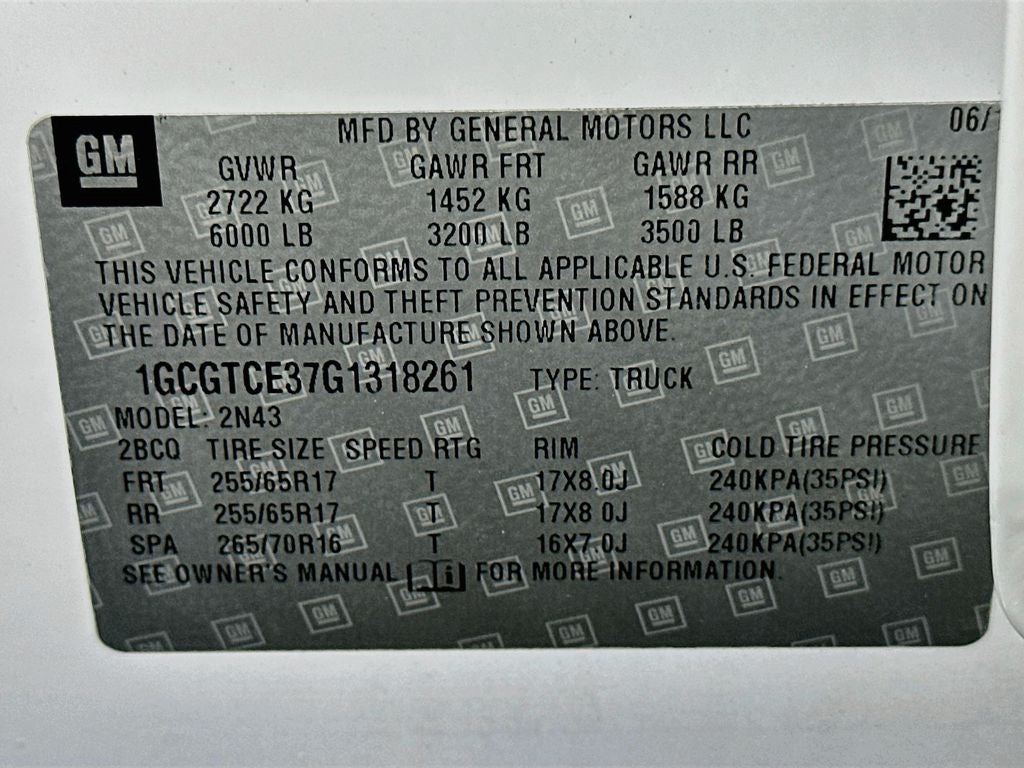 GM
MFD BY GENERAL MOTORS LLC 06/1
GVWR GAWR FRT GAWR RR
2722 KG 1452 KG 1588 KG
6000 LB 3200 LB 3500 LB
THIS VEHICLE CONFORMS TO ALL APPLICABLE U.S. FEDERAL MOTOR
VEHICLE SAFETY AND THEFT PREVENTION STANDARDS IN EFFECT ON
THE DATE OF MANUFACTURE SHOWN ABOVE.
1GCGTCE37G1318261 TYPE: TRUCK
MODEL: 2N43
2BCQ TIRE SIZE SPEED RTG RIM COLD TIRE PRESSURE
FRT 255/65R17 T 17X8.0J 240KPA(35PSI)
RR 255/65R17 T 17X8.0J 240KPA(35PSI)
SPA 265/70R16 T 16X7.0J 240KPA(35PSI)
SEE OWNER'S MANUAL i FOR MORE INFORMATION.